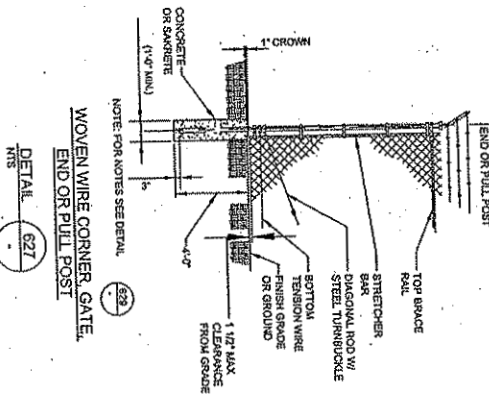 END OR PULL POST
TOP BRACE
RAIL
STRETCHER
BAR
DIAGONAL ROD W/
STEEL TURNBUCKLE
BOTTOM
TENSION WIRE
FINISH GRADE
OR GROUND
1 1/2" MAX
CLEARANCE
FROM GRADE
1" CROWN
CONCRETE
OR SAKRETE
(1'-0" MIN.)
3"
4'-0"
NOTE: FOR NOTES SEE DETAIL
629
WOVEN WIRE CORNER, GATE,
END OR PULL POST
DETAIL
NTS
627